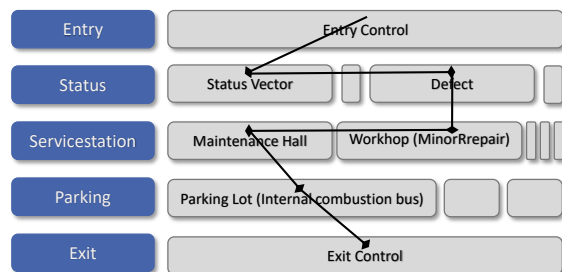 Entry
Entry Control
Status
Status Vector
Defect
Servicestation
Maintenance Hall
Workhop (MinorRrepair)
Parking
Parking Lot (Internal combustion bus)
Exit
Exit Control